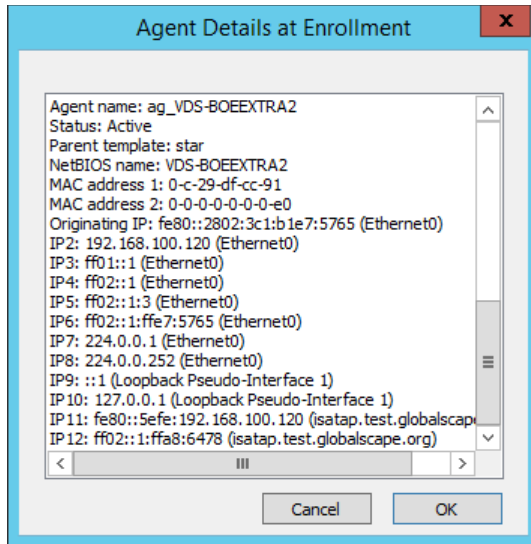 Agent Details at Enrollment
x
Agent name: ag_VDS-BOEEXTRA2
Status: Active
Parent template: star
NetBIOS name: VDS-BOEEXTRA2
MAC address 1: 0-c-29-df-cc-91
MAC address 2: 0-0-0-0-0-0-0-e0
Originating IP: fe80::2802:3c1:b1e7:5765 (Ethernet0)
IP2: 192.168.100.120 (Ethernet0)
IP3: ff01::1 (Ethernet0)
IP4: ff02::1 (Ethernet0)
IP5: ff02::1:3 (Ethernet0)
IP6: ff02::1:ffe7:5765 (Ethernet0)
IP7: 224.0.0.1 (Ethernet0)
IP8: 224.0.0.252 (Ethernet0)
IP9: ::1 (Loopback Pseudo-Interface 1)
IP10: 127.0.0.1 (Loopback Pseudo-Interface 1)
IP11: fe80::5efe:192.168.100.120 (isatap.test.globalscape
IP12: ff02::1:ffa8:6478 (isatap.test.globalscape.org)
Cancel OK